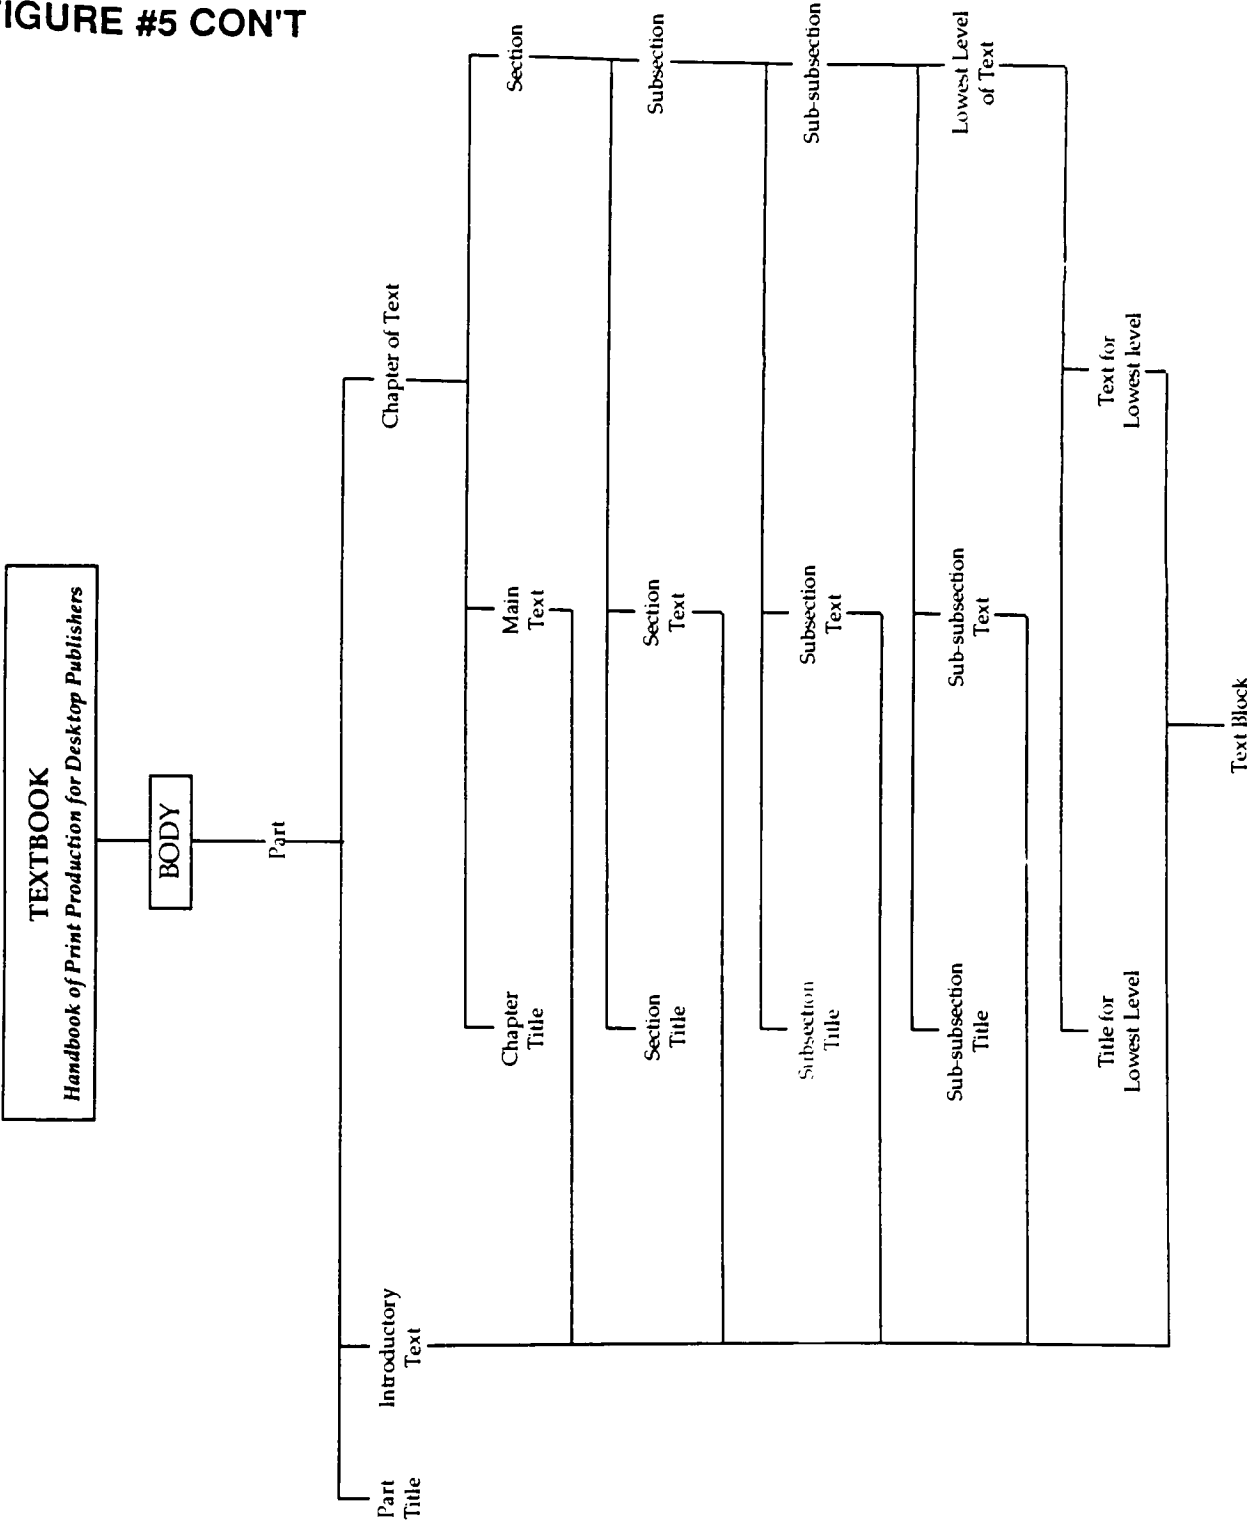 FIGURE #5 CON'T
TEXTBOOK
Handbook of Print Production for Desktop Publishers
BODY
Part
Part
Title
Introductory
Text
Chapter of Text
Chapter
Title
Main
Text
Section
Section
Title
Section
Text
Subsection
Subsection
Title
Subsection
Text
Sub-subsection
Sub-subsection
Title
Sub-subsection
Text
Lowest Level
of Text
Title for
Lowest Level
Text for
Lowest level
Text Block